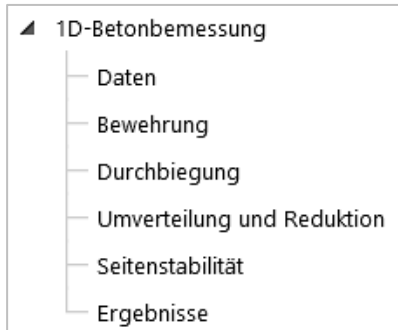 1D-Betonbemessung
Daten
Bewehrung
Durchbiegung
Umverteilung und Reduktion
Seitenstabilität
Ergebnisse